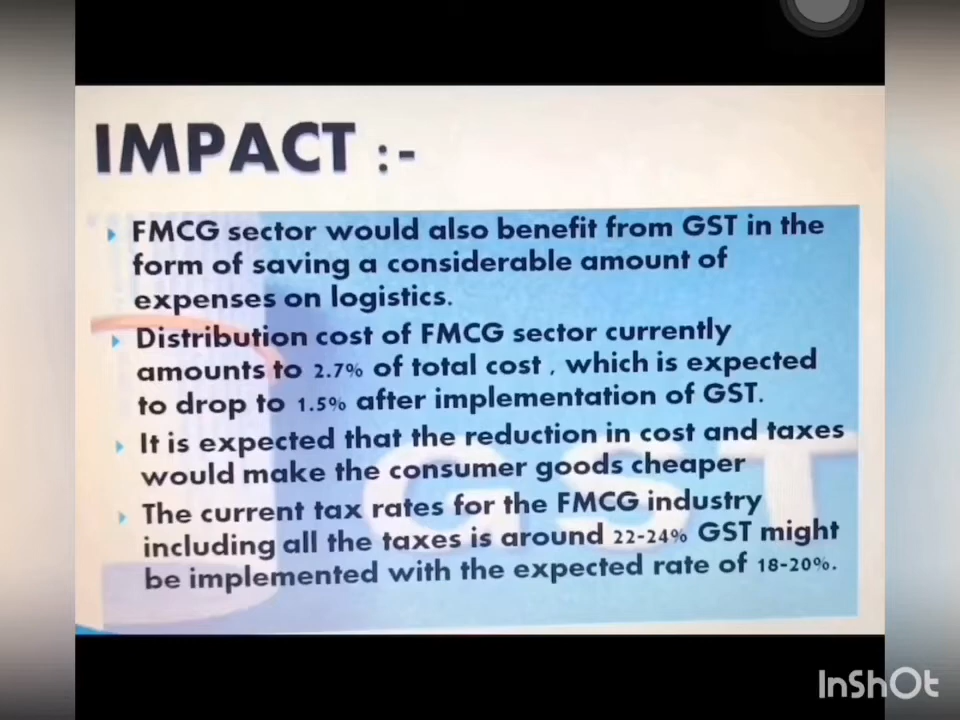 IMPACT :-
FMCG sector would also benefit from GST in the
form of saving a considerable amount of
expenses on logistics.
Distribution cost of FMCG sector currently
amounts to 2.7% of total cost , which is expected
to drop to 1.5% after implementation of GST.
It is expected that the reduction in cost and taxes
would make the consumer goods cheaper
The current tax rates for the FMCG industry
including all the taxes is around 22-24% GST might
be implemented with the expected rate of 18-20%.
GST
InShOt